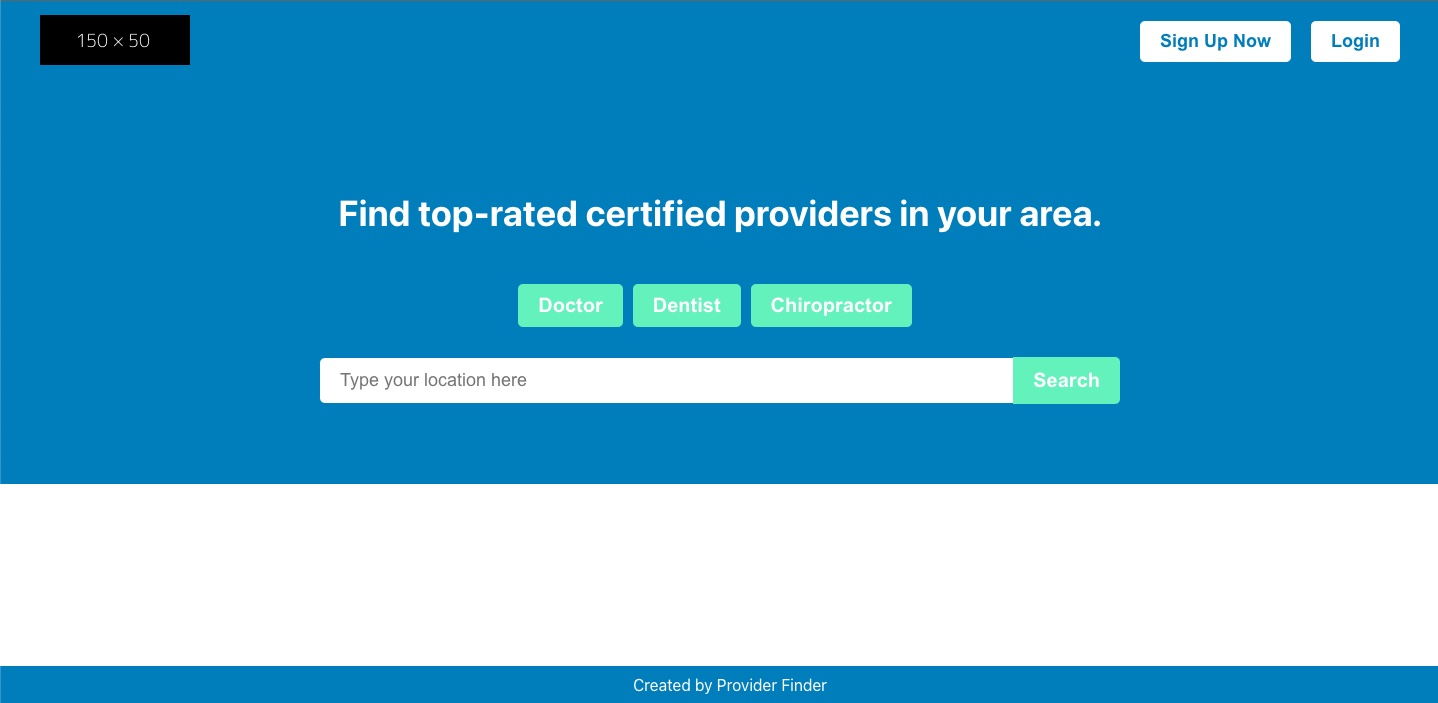 150 × 50
Sign Up Now
Login
Find top-rated certified providers in your area.
Doctor
Dentist
Chiropractor
Type your location here
Search
Created by Provider Finder